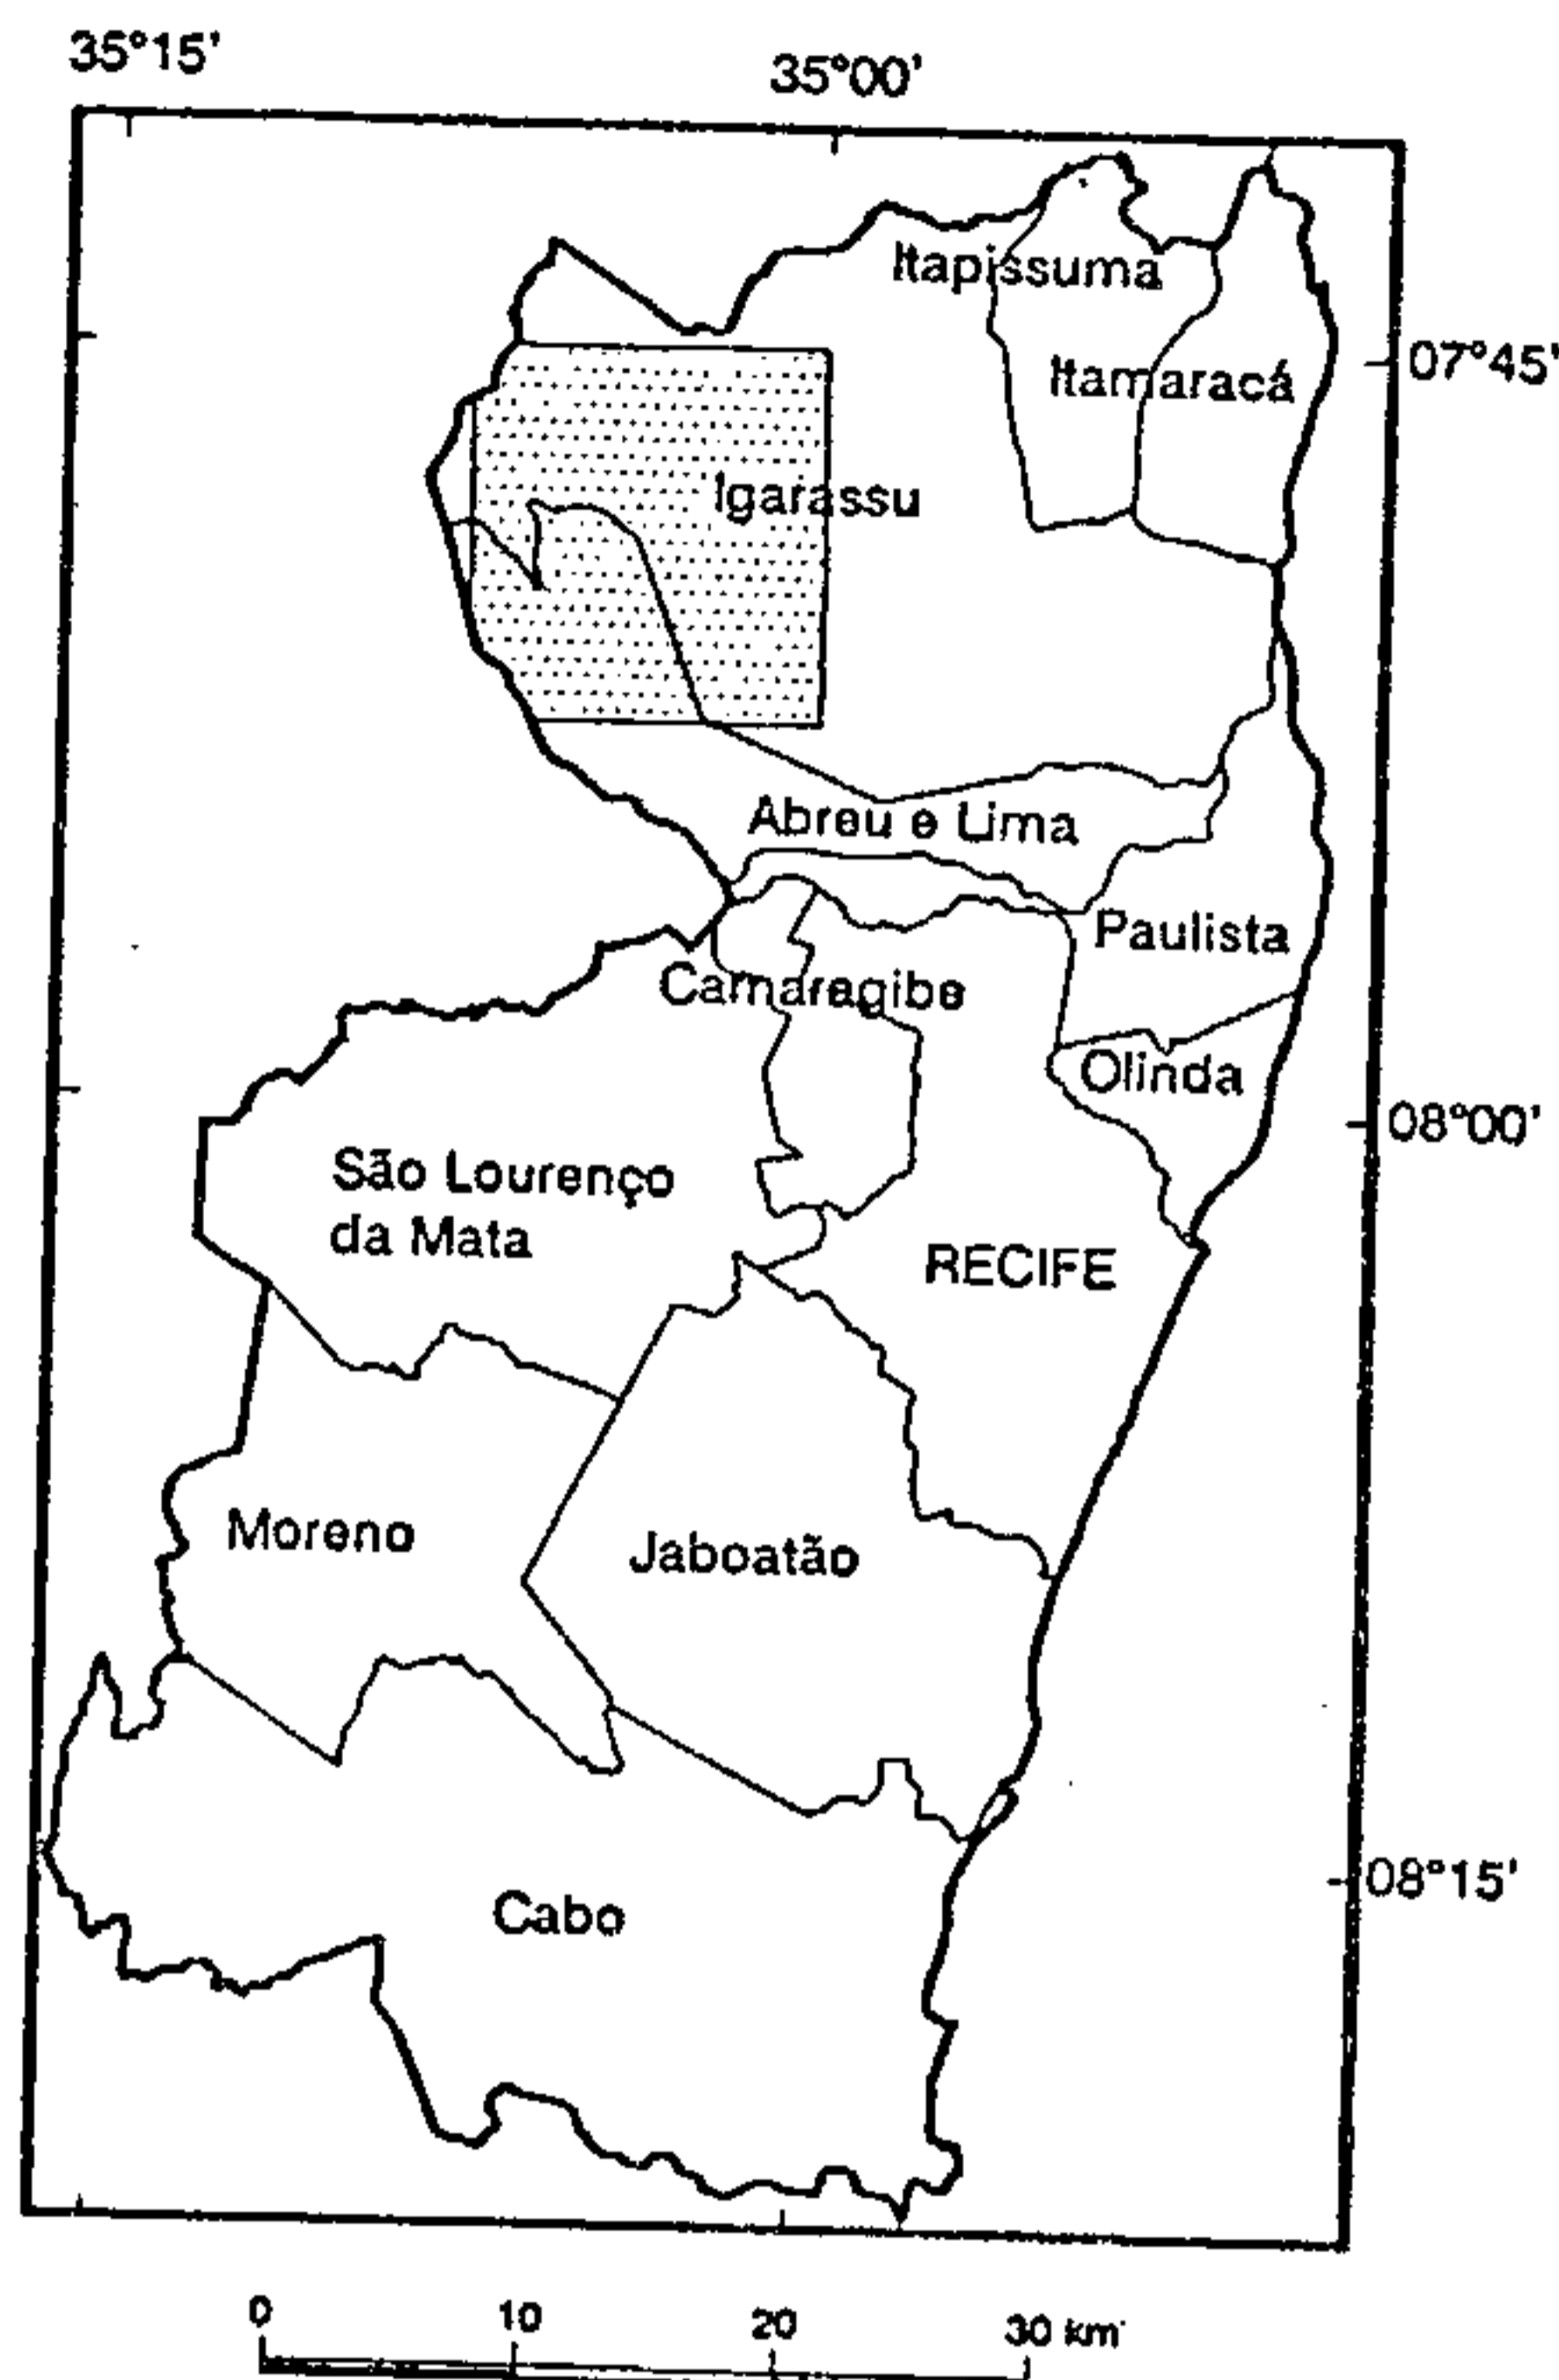 35°15'
35°00'
Itapissuma
07°45'
Itamaracá
Igarassu
Abreu e Lima
Paulista
Camaragibe
Olinda
08°00'
São Lourenço
da Mata
RECIFE
Moreno
Jaboatão
08°15'
Cabo
0 10 20 30 km